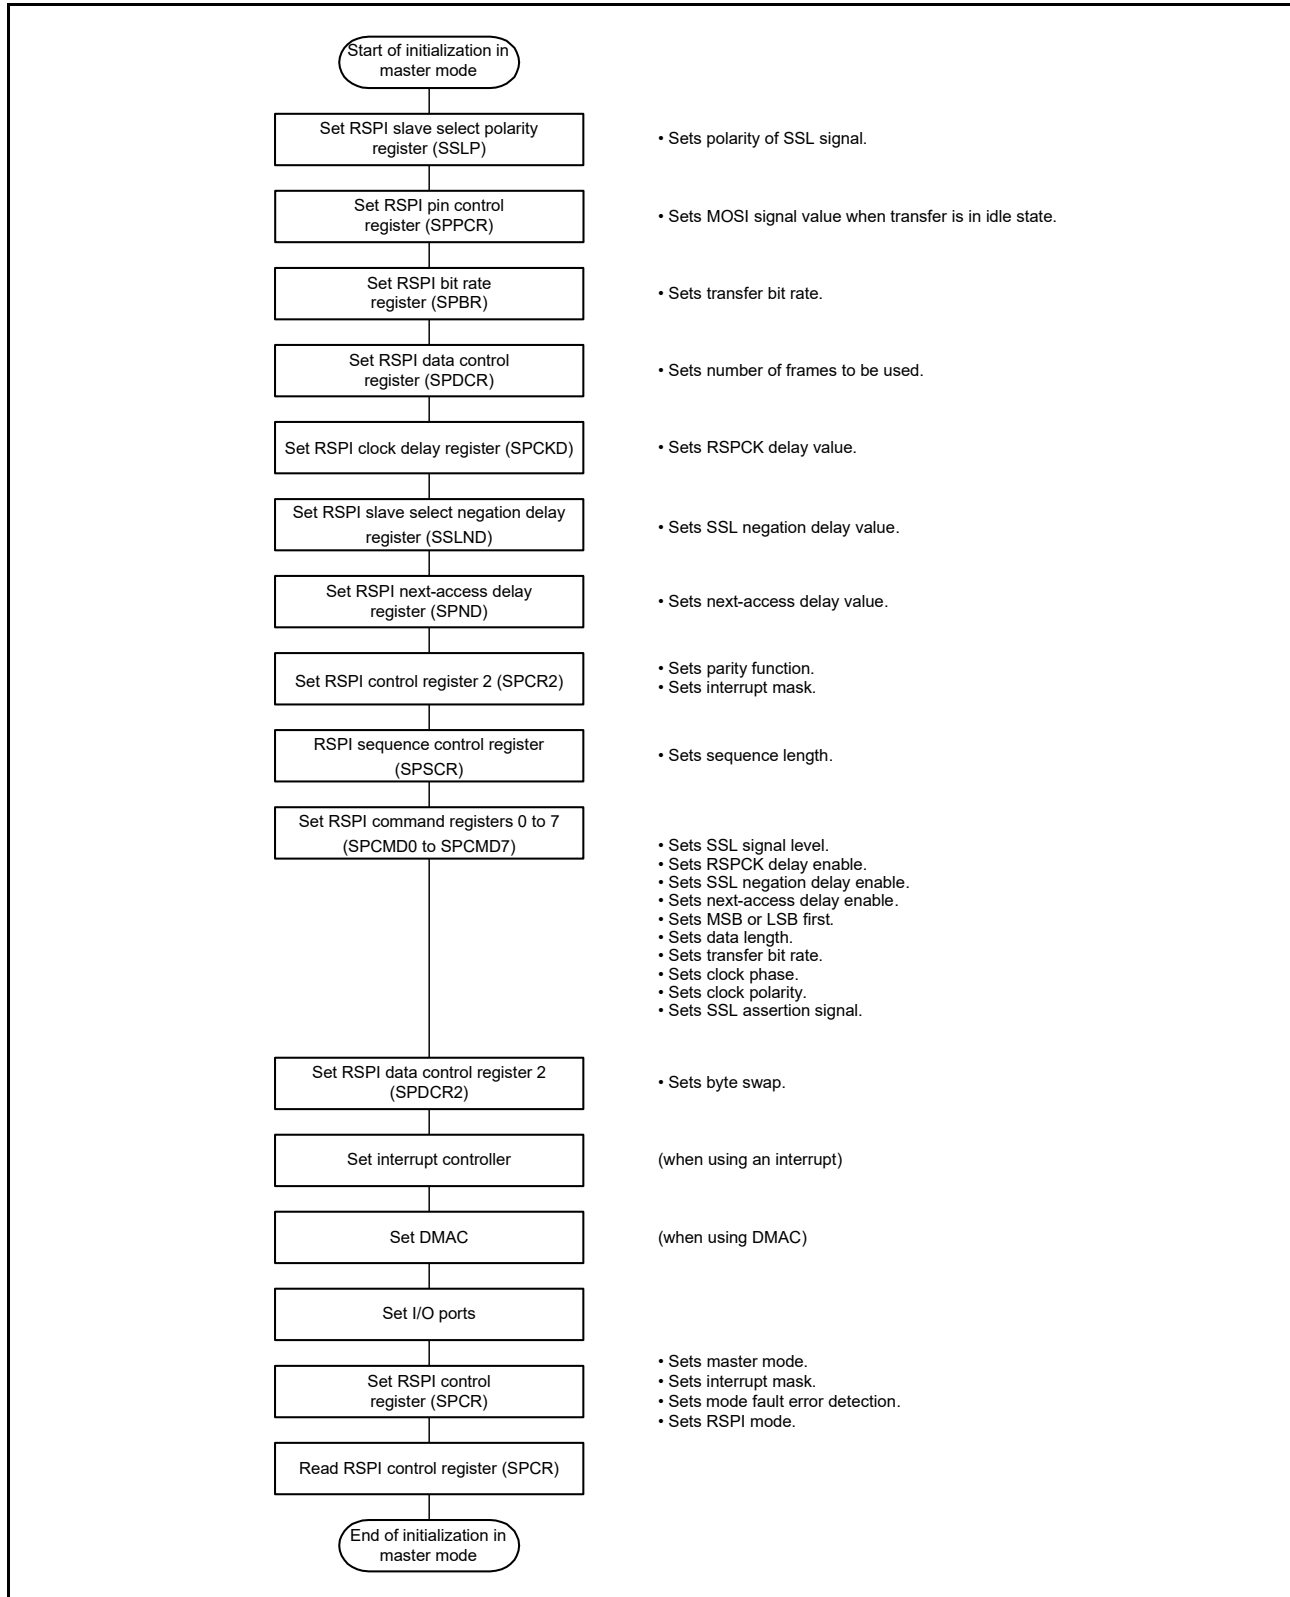 Start of initialization in
master mode
Set RSPI slave select polarity
register (SSLP)
• Sets polarity of SSL signal.
Set RSPI pin control
register (SPPCR)
• Sets MOSI signal value when transfer is in idle state.
Set RSPI bit rate
register (SPBR)
• Sets transfer bit rate.
Set RSPI data control
register (SPDCR)
• Sets number of frames to be used.
Set RSPI clock delay register (SPCKD)
• Sets RSPCK delay value.
Set RSPI slave select negation delay
register (SSLND)
• Sets SSL negation delay value.
Set RSPI next-access delay
register (SPND)
• Sets next-access delay value.
Set RSPI control register 2 (SPCR2)
• Sets parity function.
• Sets interrupt mask.
RSPI sequence control register
(SPSCR)
• Sets sequence length.
Set RSPI command registers 0 to 7
(SPCMD0 to SPCMD7)
• Sets SSL signal level.
• Sets RSPCK delay enable.
• Sets SSL negation delay enable.
• Sets next-access delay enable.
• Sets MSB or LSB first.
• Sets data length.
• Sets transfer bit rate.
• Sets clock phase.
• Sets clock polarity.
• Sets SSL assertion signal.
Set RSPI data control register 2
(SPDCR2)
• Sets byte swap.
Set interrupt controller
(when using an interrupt)
Set DMAC
(when using DMAC)
Set I/O ports
Set RSPI control
register (SPCR)
• Sets master mode.
• Sets interrupt mask.
• Sets mode fault error detection.
• Sets RSPI mode.
Read RSPI control register (SPCR)
End of initialization in
master mode